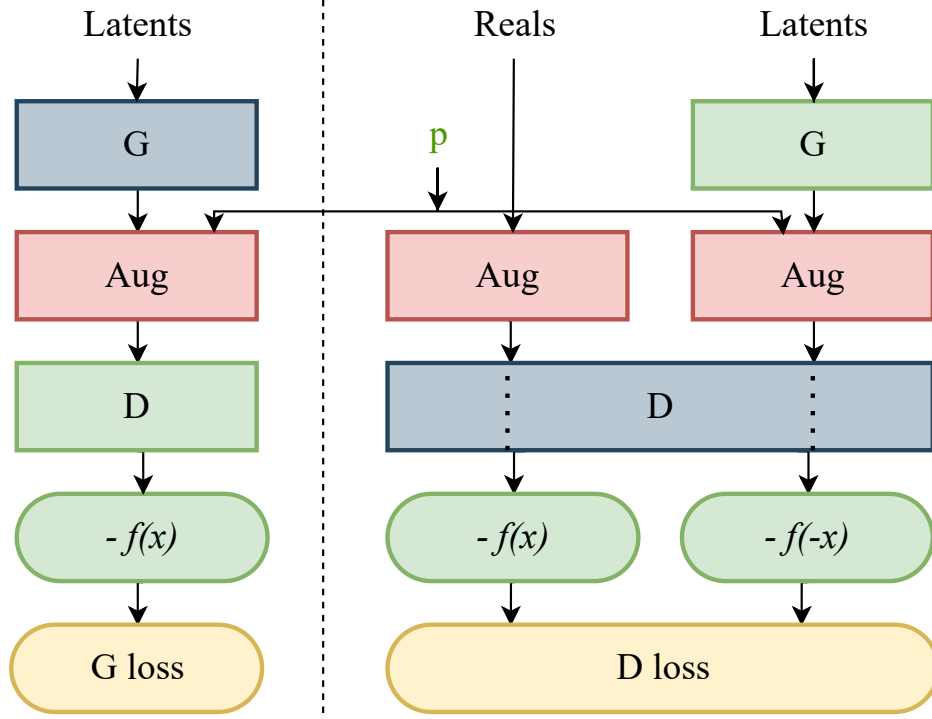 Latents
Reals
Latents
G
p
G
Aug
Aug
Aug
D
D
- f(x)
- f(x)
- f(-x)
G loss
D loss